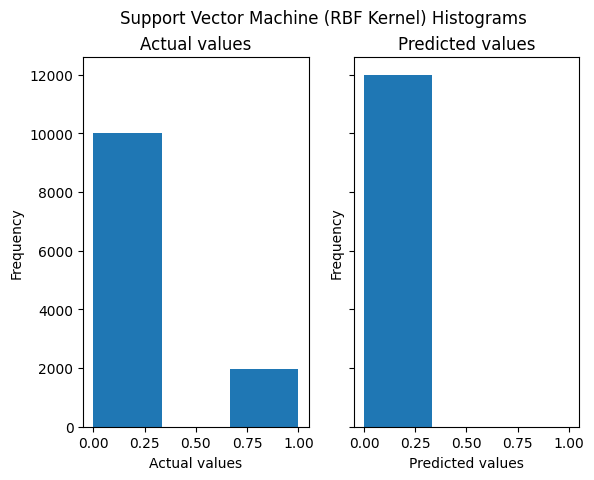 Support Vector Machine (RBF Kernel) Histograms
Actual values
Predicted values
12000
10000
8000
6000
4000
2000
0
Frequency
Frequency
0.00 0.25 0.50 0.75 1.00
0.00 0.25 0.50 0.75 1.00
Actual values
Predicted values